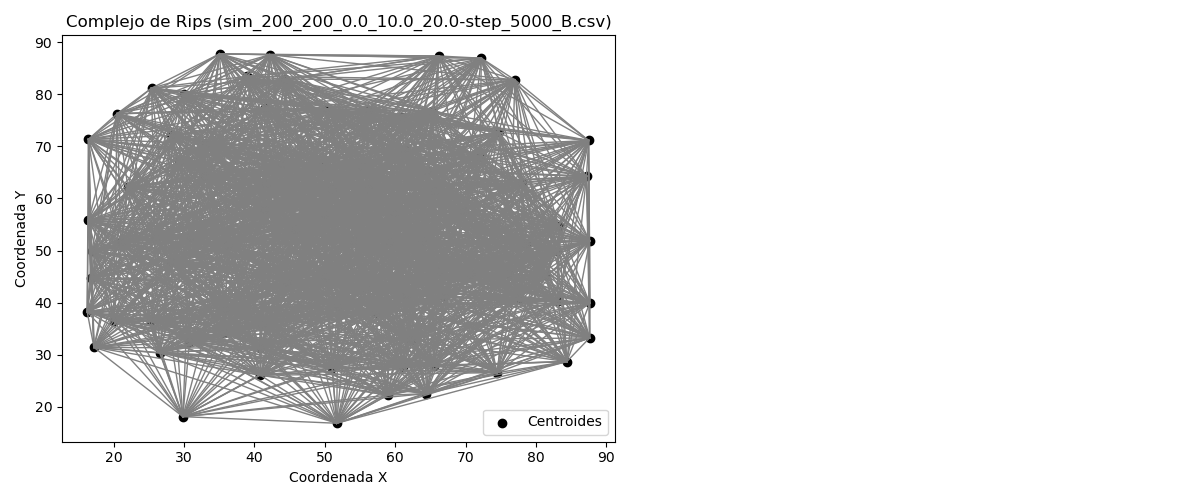 Complejo de Rips (sim_200_200_0.0_10.0_20.0-step_5000_B.csv)
90
80
70
60
50
40
30
20
Coordenada Y
20 30 40 50 60 70 80 90
Coordenada X
Centroides